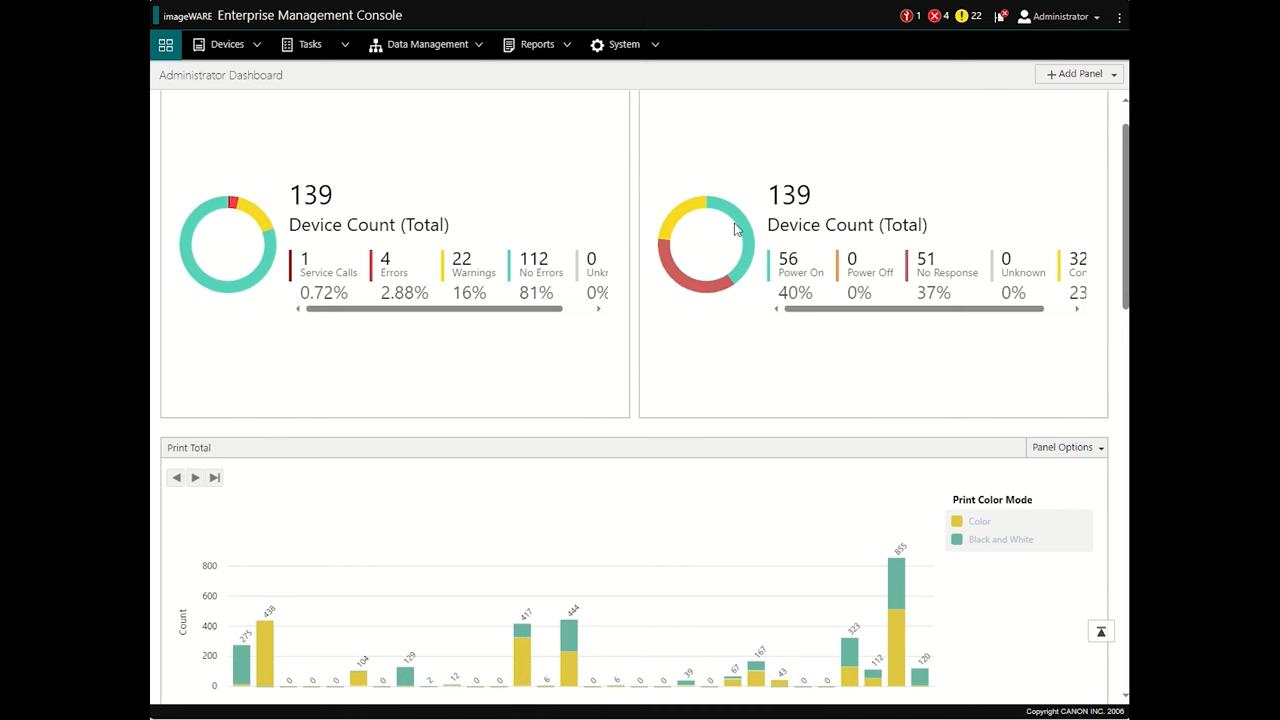 imageWARE Enterprise Management Console
1 4 22 Administrator
Devices Tasks Data Management Reports System
Administrator Dashboard
Add Panel
139
Device Count (Total)
1 4 22 112 0
Service Calls Errors Warnings No Errors Unkr
0.72% 2.88% 16% 81% 0%
139
Device Count (Total)
56 0 51 0 32
Power On Power Off No Response Unknown Con
40% 0% 37% 0% 23
Print Total
Panel Options
Print Color Mode
Color
Black and White
Count
800
600
400
200
0
275 438 0 0 0 104 0 129 2 12 0 0 417 6 444 0 6 0 0 39 0 67 167 43 0 0 323 112 855 120
Copyright CANON INC. 2006